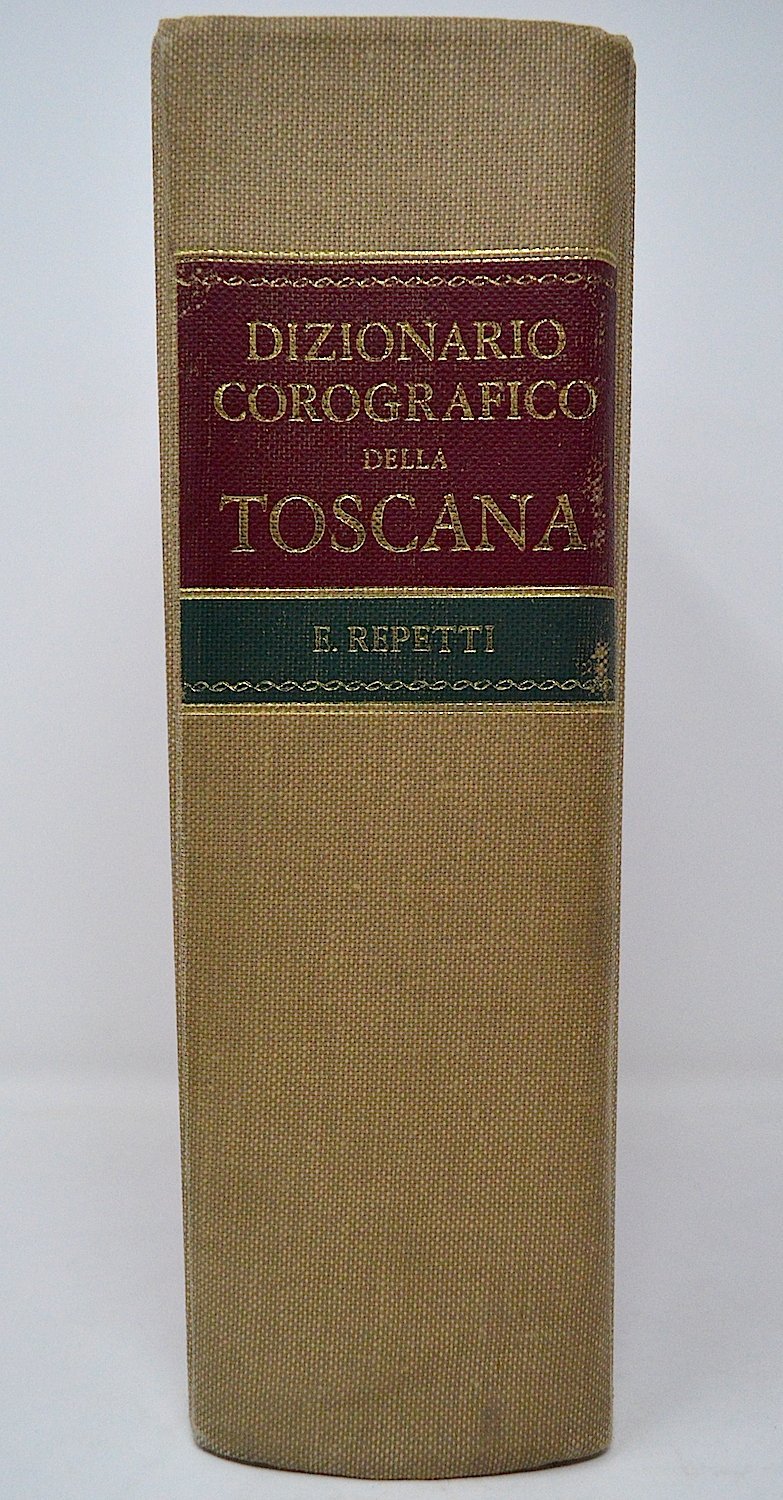 DIZIONARIO
COROGRAFICO
DELLA
TOSCANA
E. REPETTI